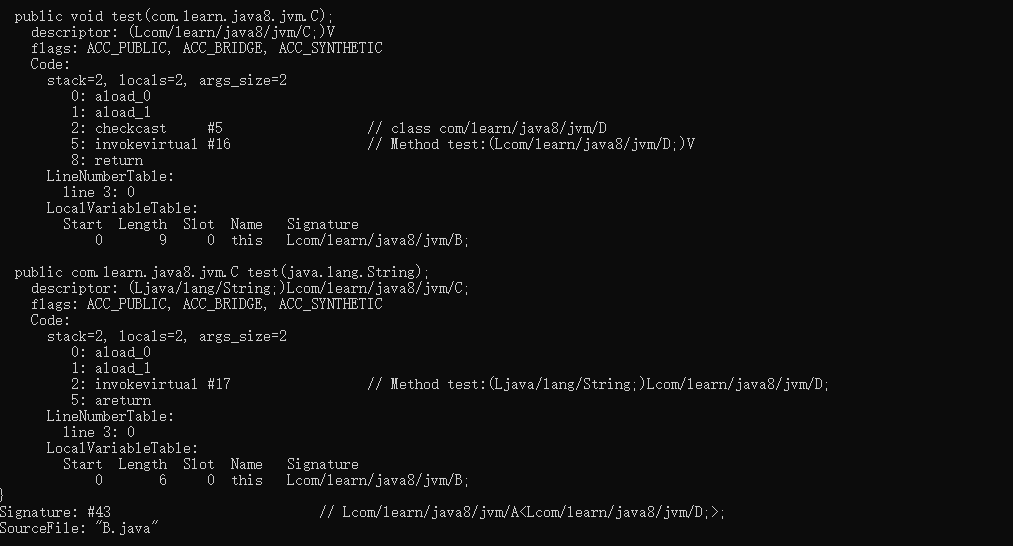 public void test(com.learn.java8.jvm.C);
descriptor: (Lcom/learn/java8/jvm/C;)V
flags: ACC_PUBLIC, ACC_BRIDGE, ACC_SYNTHETIC
Code:
stack=2, locals=2, args_size=2
0: aload_0
1: aload_1
2: checkcast #5 // class com/learn/java8/jvm/D
5: invokevirtual #16 // Method test:(Lcom/learn/java8/jvm/D;)V
8: return
LineNumberTable:
line 3: 0
LocalVariableTable:
Start Length Slot Name Signature
0 9 0 this Lcom/learn/java8/jvm/B;
public com.learn.java8.jvm.C test(java.lang.String);
descriptor: (Ljava/lang/String;)Lcom/learn/java8/jvm/C;
flags: ACC_PUBLIC, ACC_BRIDGE, ACC_SYNTHETIC
Code:
stack=2, locals=2, args_size=2
0: aload_0
1: aload_1
2: invokevirtual #17 // Method test:(Ljava/lang/String;)Lcom/learn/java8/jvm/D;
5: areturn
LineNumberTable:
line 3: 0
LocalVariableTable:
Start Length Slot Name Signature
0 6 0 this Lcom/learn/java8/jvm/B;
}
Signature: #43 // Lcom/learn/java8/jvm/A<Lcom/learn/java8/jvm/D;>;
SourceFile: "B.java"